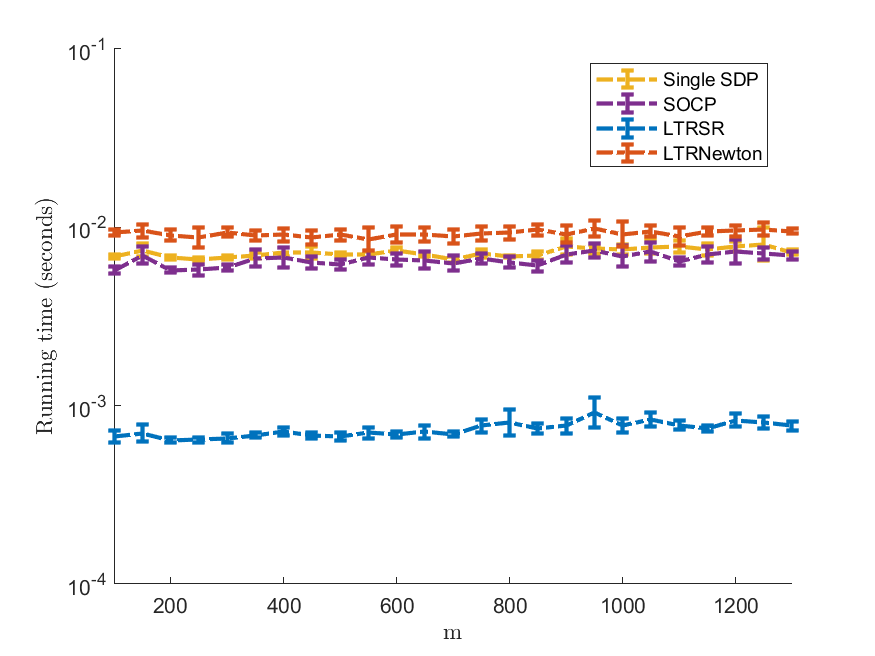 10-1
10-2
10-3
10-4
Running time (seconds)
200 400 600 800 1000 1200
m
Single SDP
SOCP
LTRSR
LTRNewton